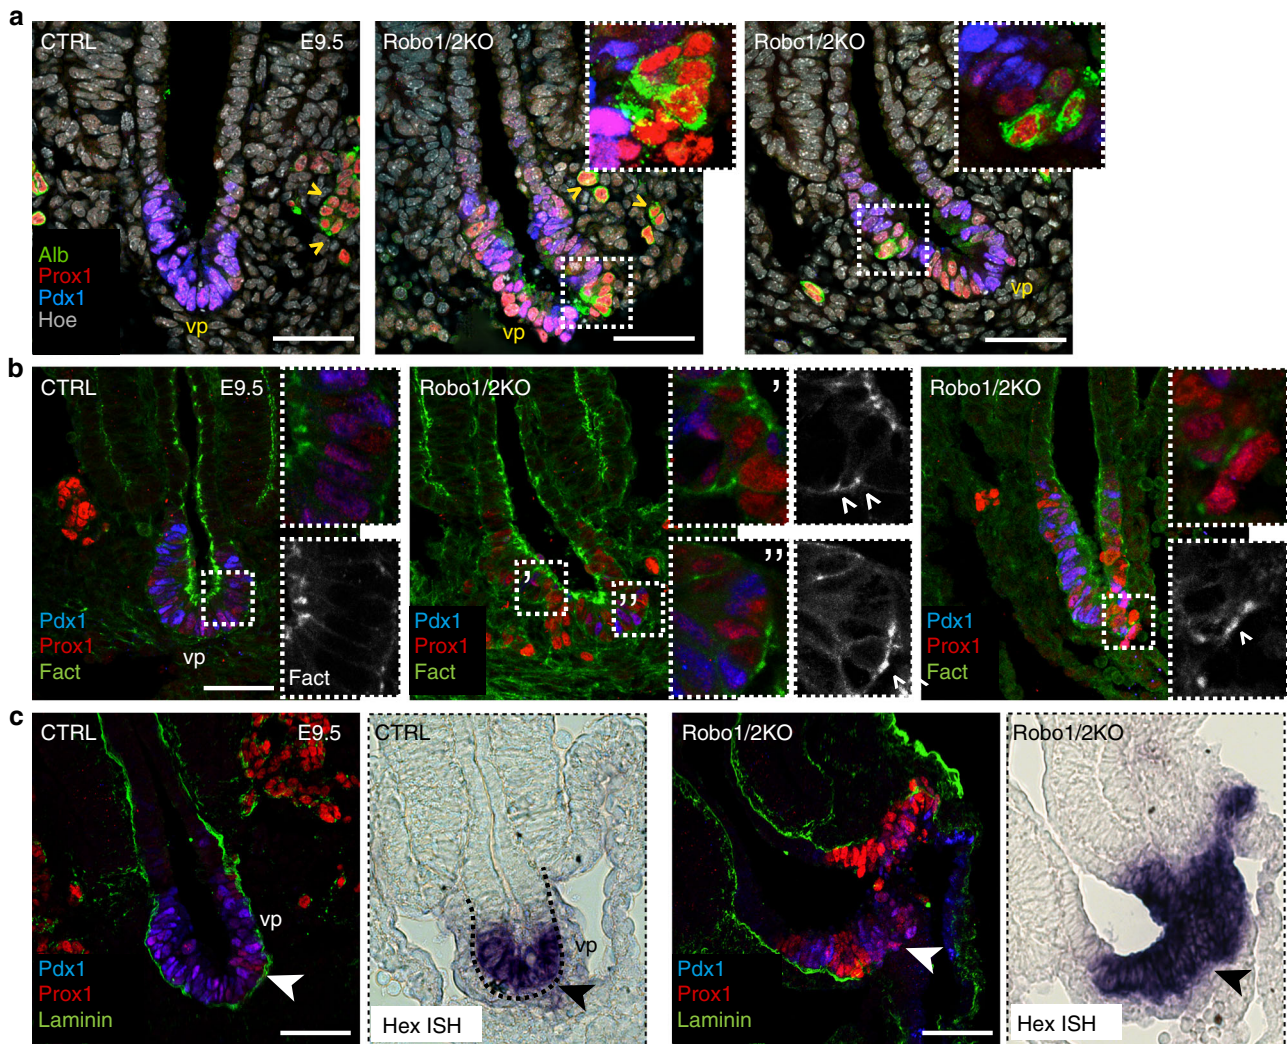 a
CTRL E9.5
Alb
Prox1
Pdx1
Hoe
vp
Robo1/2KO
vp
Robo1/2KO
vp
b
CTRL E9.5
Pdx1
Prox1
Fact
vp
Fact
Robo1/2KO
’
’’
Pdx1
Prox1
Fact
’
’’
Robo1/2KO
Pdx1
Prox1
Fact
c
CTRL E9.5
vp
Pdx1
Prox1
Laminin
CTRL
vp
Hex ISH
Robo1/2KO
Pdx1
Prox1
Laminin
Robo1/2KO
Hex ISH